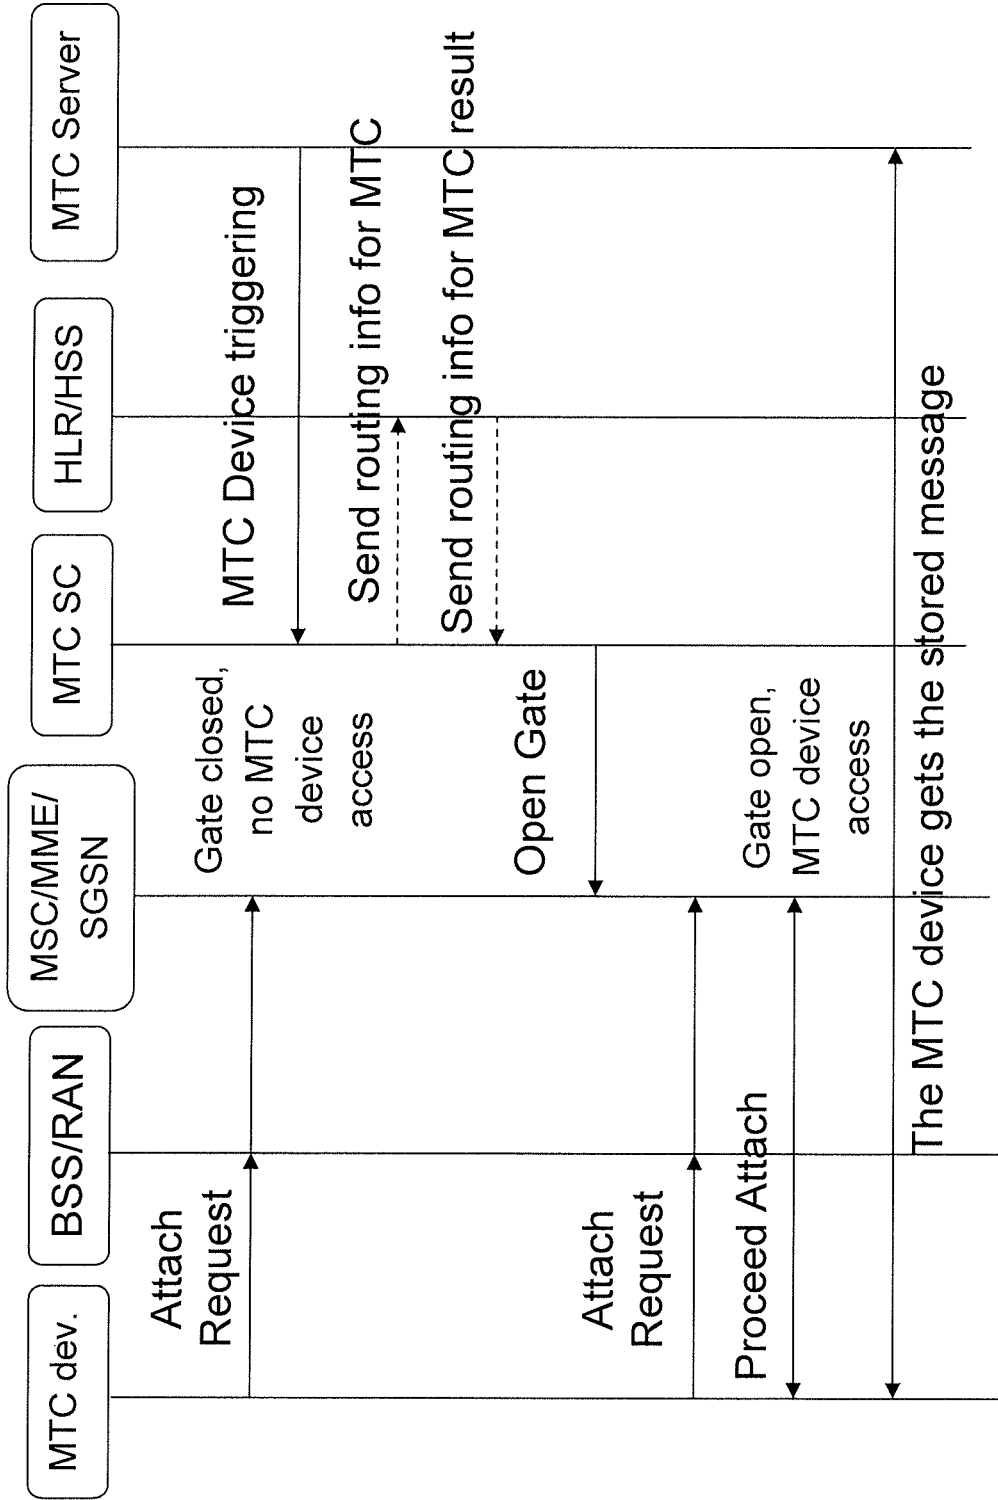 MTC dev.
BSS/RAN
MSC/MME/
SGSN
MTC SC
HLR/HSS
MTC Server
Attach
Request
Gate closed,
no MTC
device
access
MTC Device triggering
Send routing info for MTC
Send routing info for MTC result
Open Gate
Attach
Request
Proceed Attach
Gate open,
MTC device
access
The MTC device gets the stored message